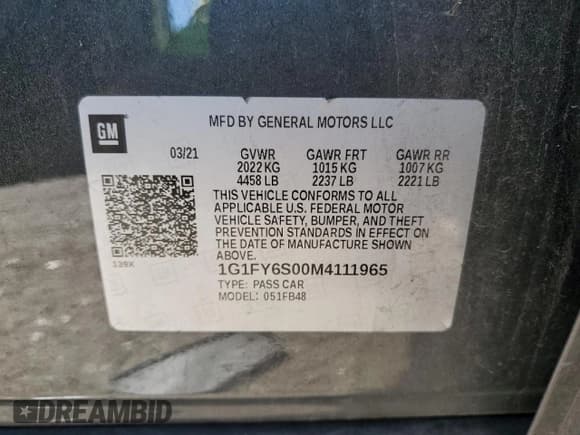 GM
MFD BY GENERAL MOTORS LLC
03/21 GVWR GAWR FRT GAWR RR
2022 KG 1015 KG 1007 KG
4458 LB 2237 LB 2221 LB
THIS VEHICLE CONFORMS TO ALL
APPLICABLE U.S. FEDERAL MOTOR
VEHICLE SAFETY, BUMPER, AND THEFT
PREVENTION STANDARDS IN EFFECT ON
THE DATE OF MANUFACTURE SHOWN
ABOVE.
139X
1G1FY6S00M4111965
TYPE: PASS CAR
MODEL: 051FB48
DREAMBID